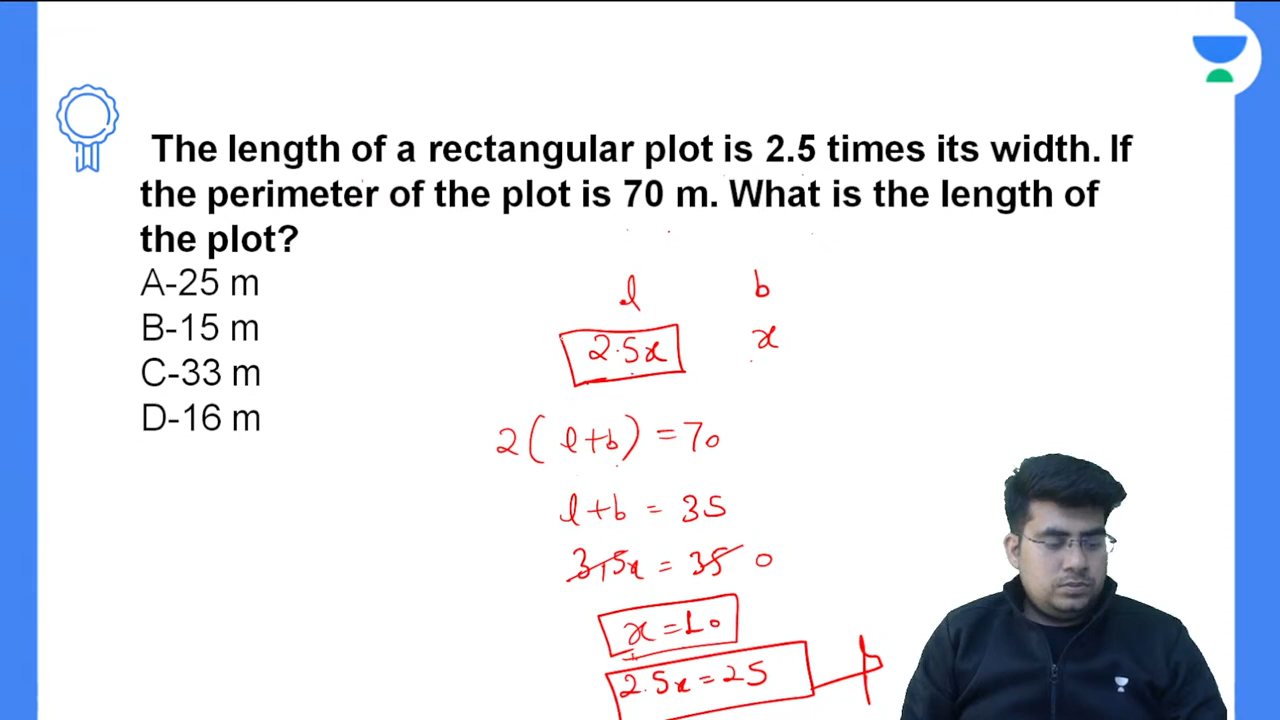 The length of a rectangular plot is 2.5 times its width. If
the perimeter of the plot is 70 m. What is the length of
the plot?
A-25 m
B-15 m
C-33 m
D-16 m
l b
2.5x x
2(l+b) = 70
l+b = 35
3.5x = 35 0
x = 10
2.5x = 25